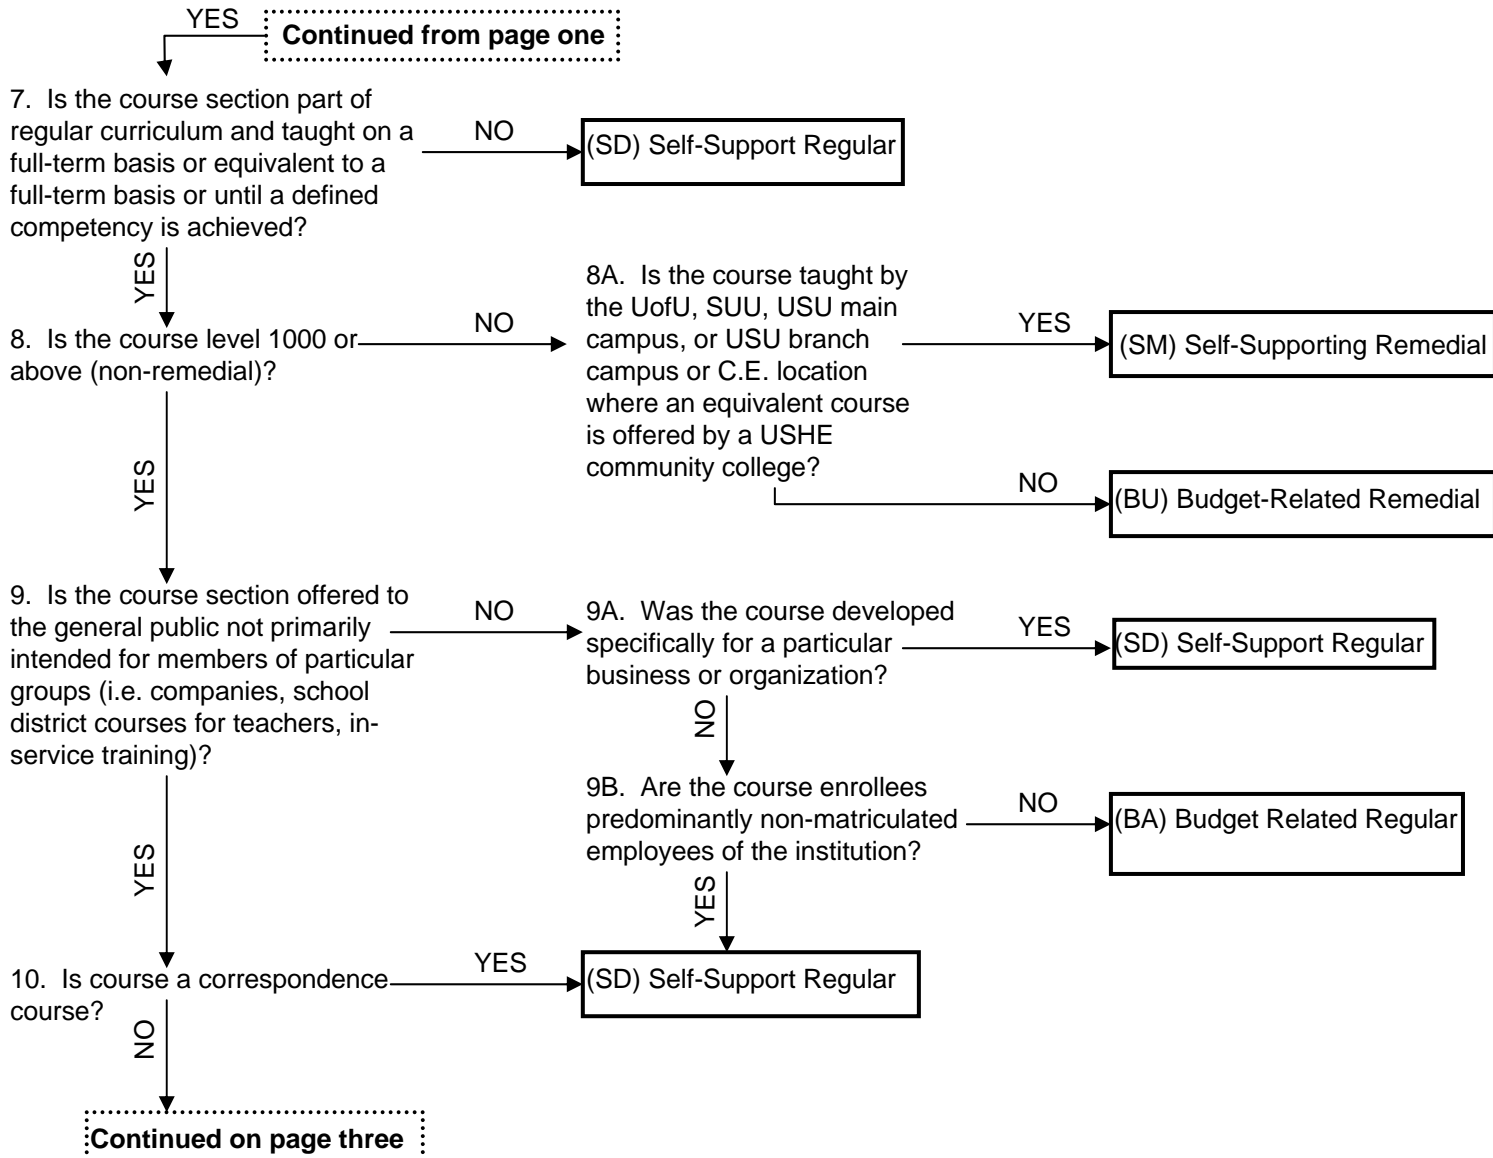 YES
Continued from page one
7.  Is the course section part of
regular curriculum and taught on a
full-term basis or equivalent to a
full-term basis or until a defined
competency is achieved?
NO
(SD) Self-Support Regular
YES
8.  Is the course level 1000 or
above (non-remedial)?
NO
8A.  Is the course taught by
the UofU, SUU, USU main
campus, or USU branch
campus or C.E. location
where an equivalent course
is offered by a USHE
community college?
YES
(SM) Self-Supporting Remedial
NO
(BU) Budget-Related Remedial
YES
9.  Is the course section offered to
the general public not primarily
intended for members of particular
groups (i.e. companies, school
district courses for teachers, in-
service training)?
NO
9A.  Was the course developed
specifically for a particular
business or organization?
YES
(SD) Self-Support Regular
NO
9B.  Are the course enrollees
predominantly non-matriculated
employees of the institution?
NO
(BA) Budget Related Regular
YES
YES
10.  Is course a correspondence
course?
YES
(SD) Self-Support Regular
NO
Continued on page three